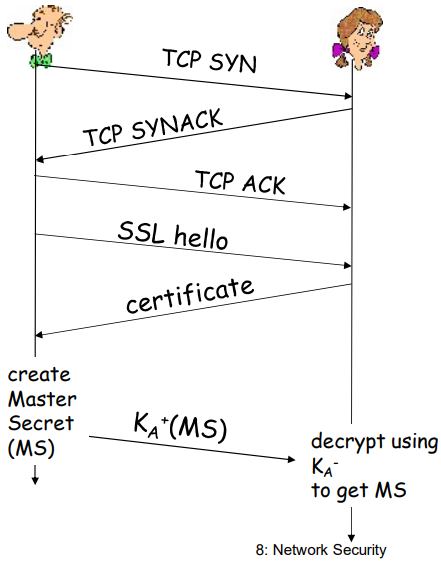 TCP SYN
TCP SYNACK
TCP ACK
SSL hello
certificate
create
Master
Secret
(MS)
K_A⁺(MS)
decrypt using
K_A⁻
to get MS
8: Network Security